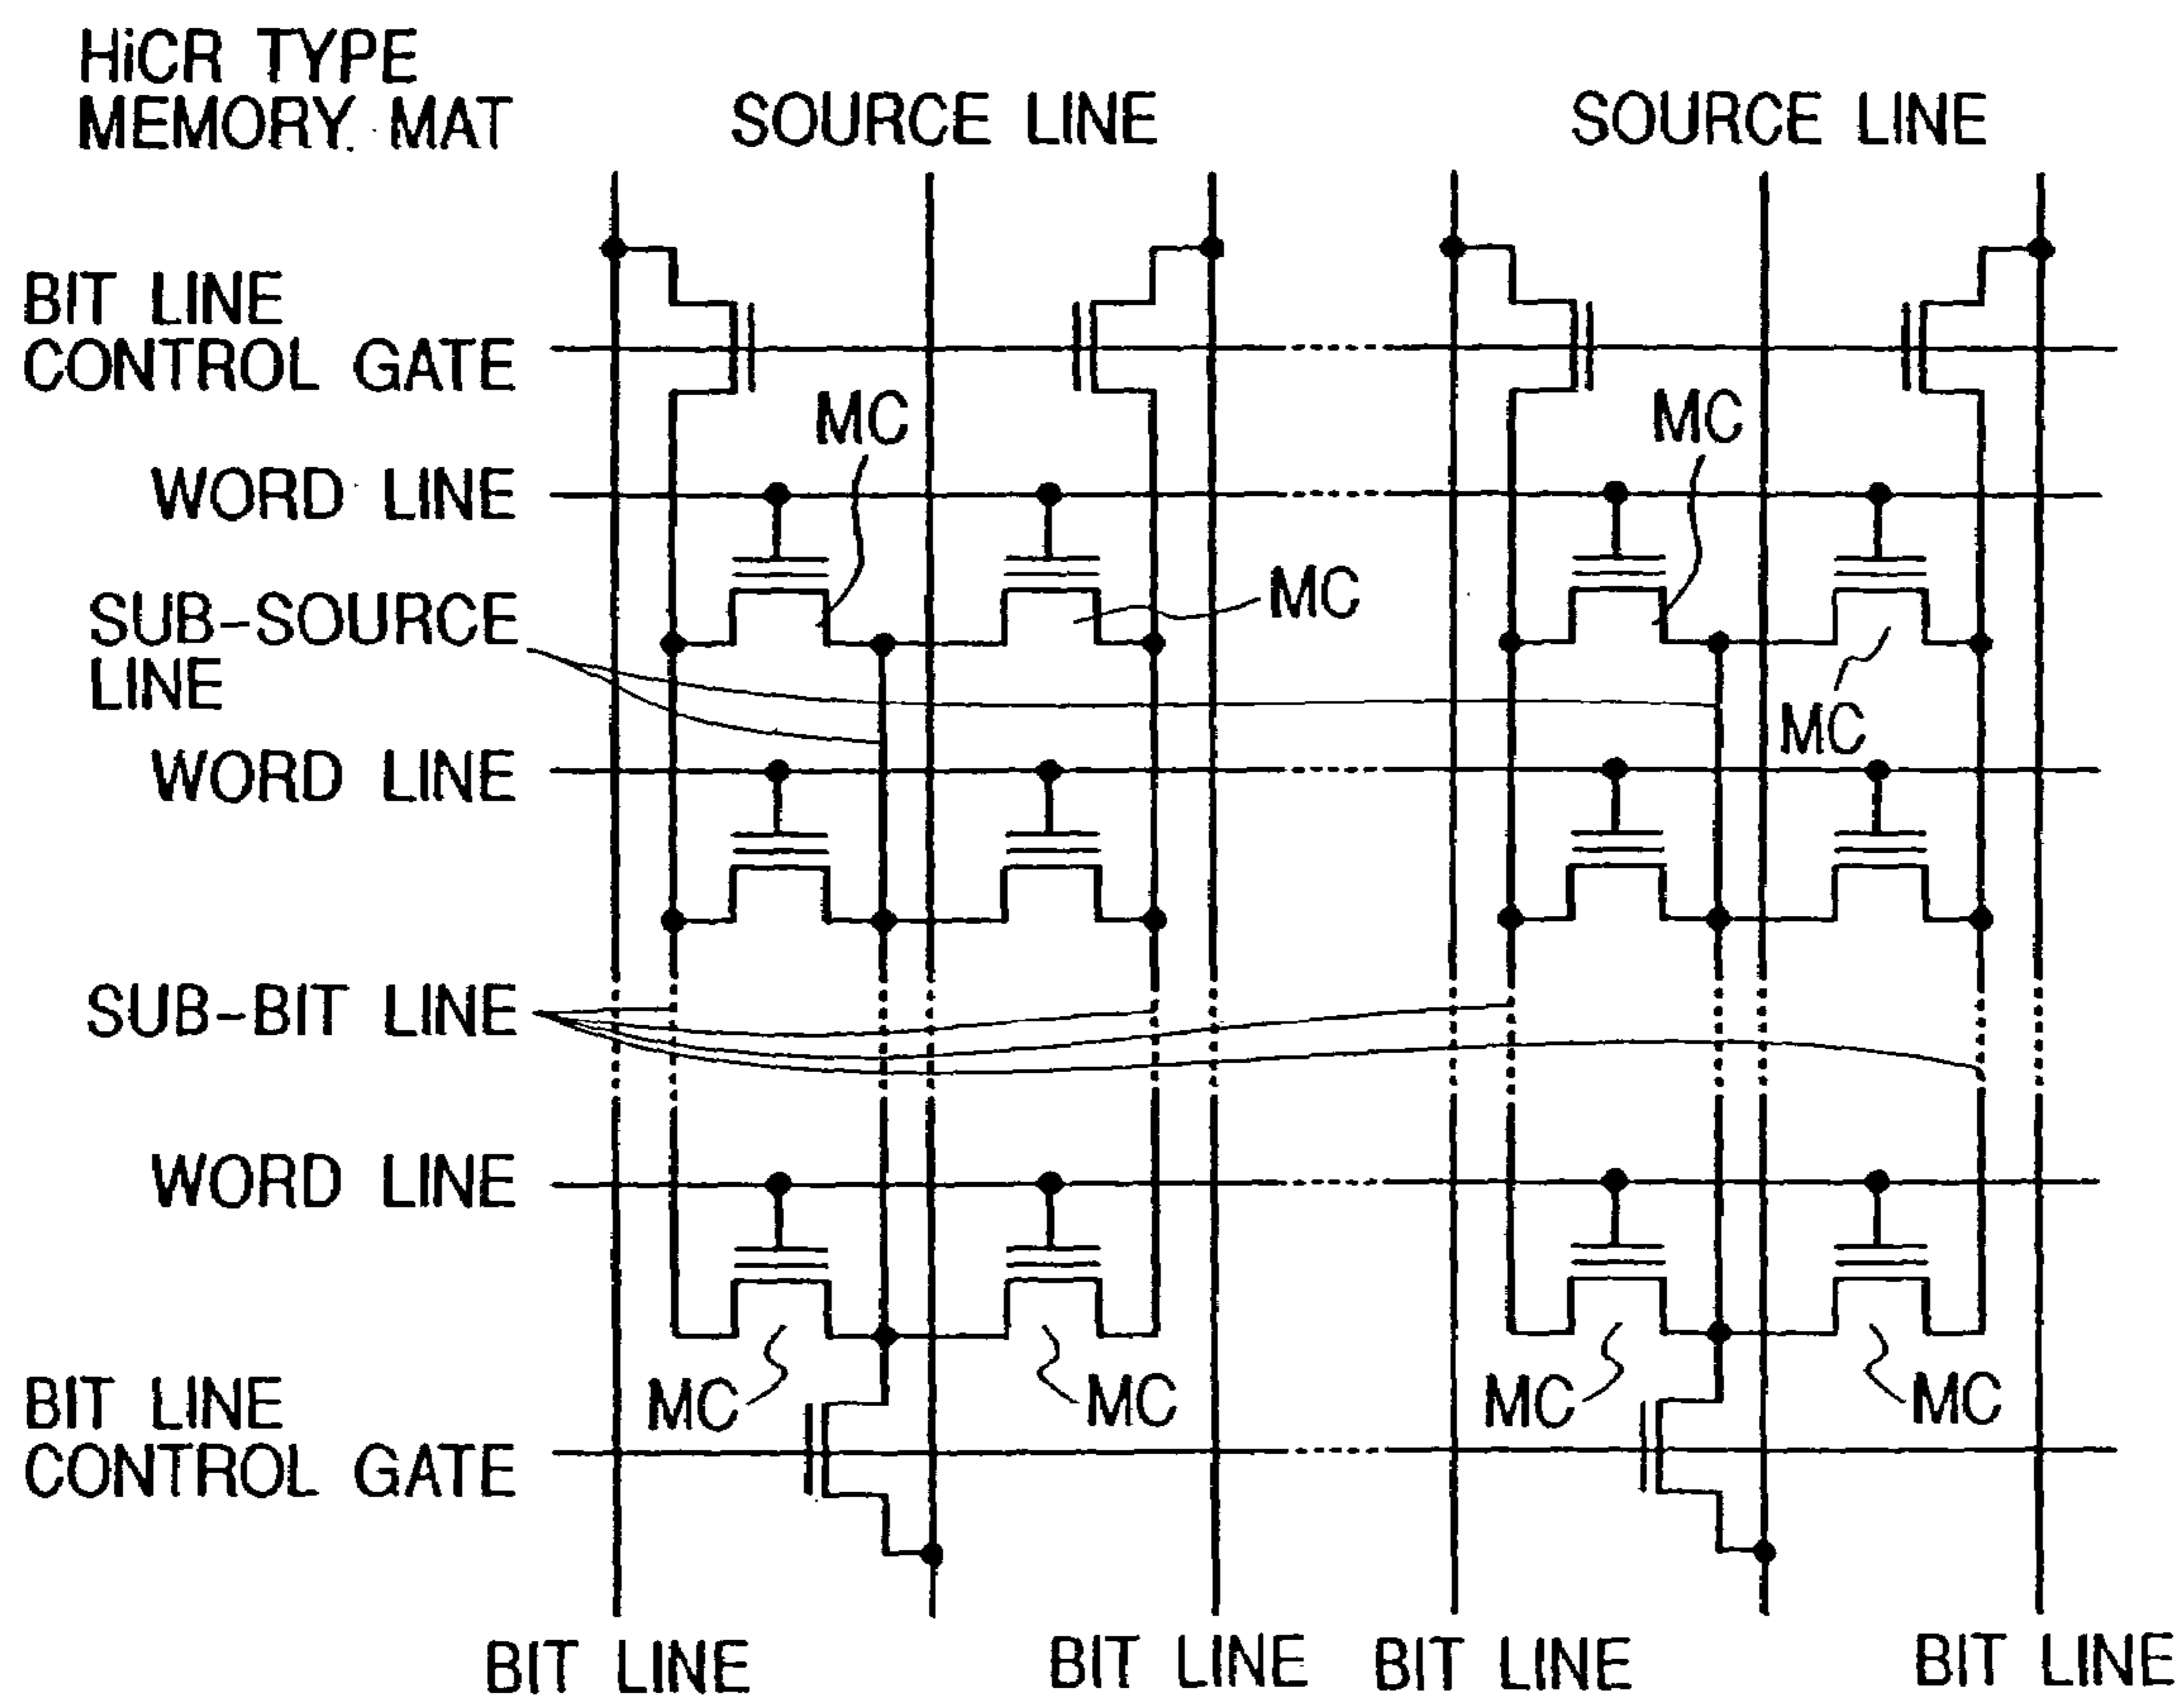 HiCR TYPE
MEMORY MAT
SOURCE LINE
SOURCE LINE
BIT LINE
CONTROL GATE
MC
MC
WORD LINE
SUB-SOURCE
LINE
MC
MC
WORD LINE
SUB-BIT LINE
WORD LINE
MC
MC
MC
MC
BIT LINE
CONTROL GATE
BIT LINE
BIT LINE
BIT LINE
BIT LINE